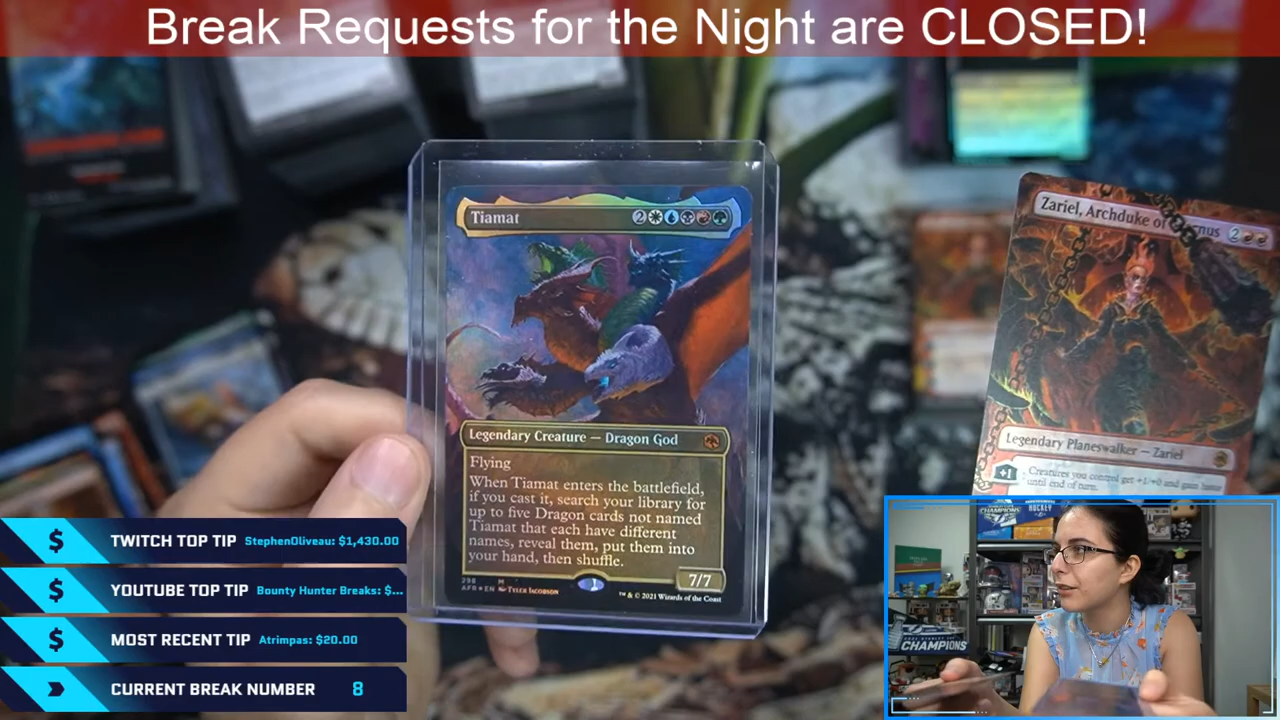 Break Requests for the Night are CLOSED!
Tiamat
2
Zariel, Archduke of
nus 2
Legendary Creature — Dragon God
Flying
When Tiamat enters the battlefield,
if you cast it, search your library for
up to five Dragon cards not named
Tiamat that each have different
names, reveal them, put them into
your hand, then shuffle.
7/7
298 M
AFR • EN Tyler Jacobson
™ & © 2021 Wizards of the Coast
Legendary Planeswalker — Zariel
+1
Creatures you control get +1/+0 and gain haste
until end of turn.
TWITCH TOP TIP StephenOliveau: $1,430.00
YOUTUBE TOP TIP Bounty Hunter Breaks: $...
MOST RECENT TIP Atrimpas: $20.00
CURRENT BREAK NUMBER 8
CHAMPIONS
HOCKEY
CHAMPIONS